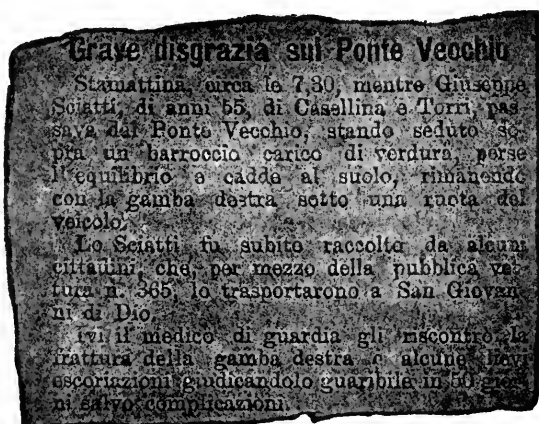 Grave disgrazia sul Ponte Vecchio
Stamattina, circa le 7,30, mentre Giuseppe
Sciatti, di anni 55, di Casellina e Torri, pas-
sava dal Ponte Vecchio, stando seduto so-
pra un barroccio carico di verdura, perse
l'equilibrio e cadde al suolo, rimanendo
con la gamba destra sotto una ruota del
veicolo.
Lo Sciatti fu subito raccolto da alcuni
cittadini, che, per mezzo della pubblica vet-
tura n. 365, lo trasportarono a San Giovan-
ni di Dio.
Ivi il medico di guardia gli riscontrò la
frattura della gamba destra e alcune lievi
escoriazioni giudicandolo guaribile in 50 gior-
ni salvo complicazioni.